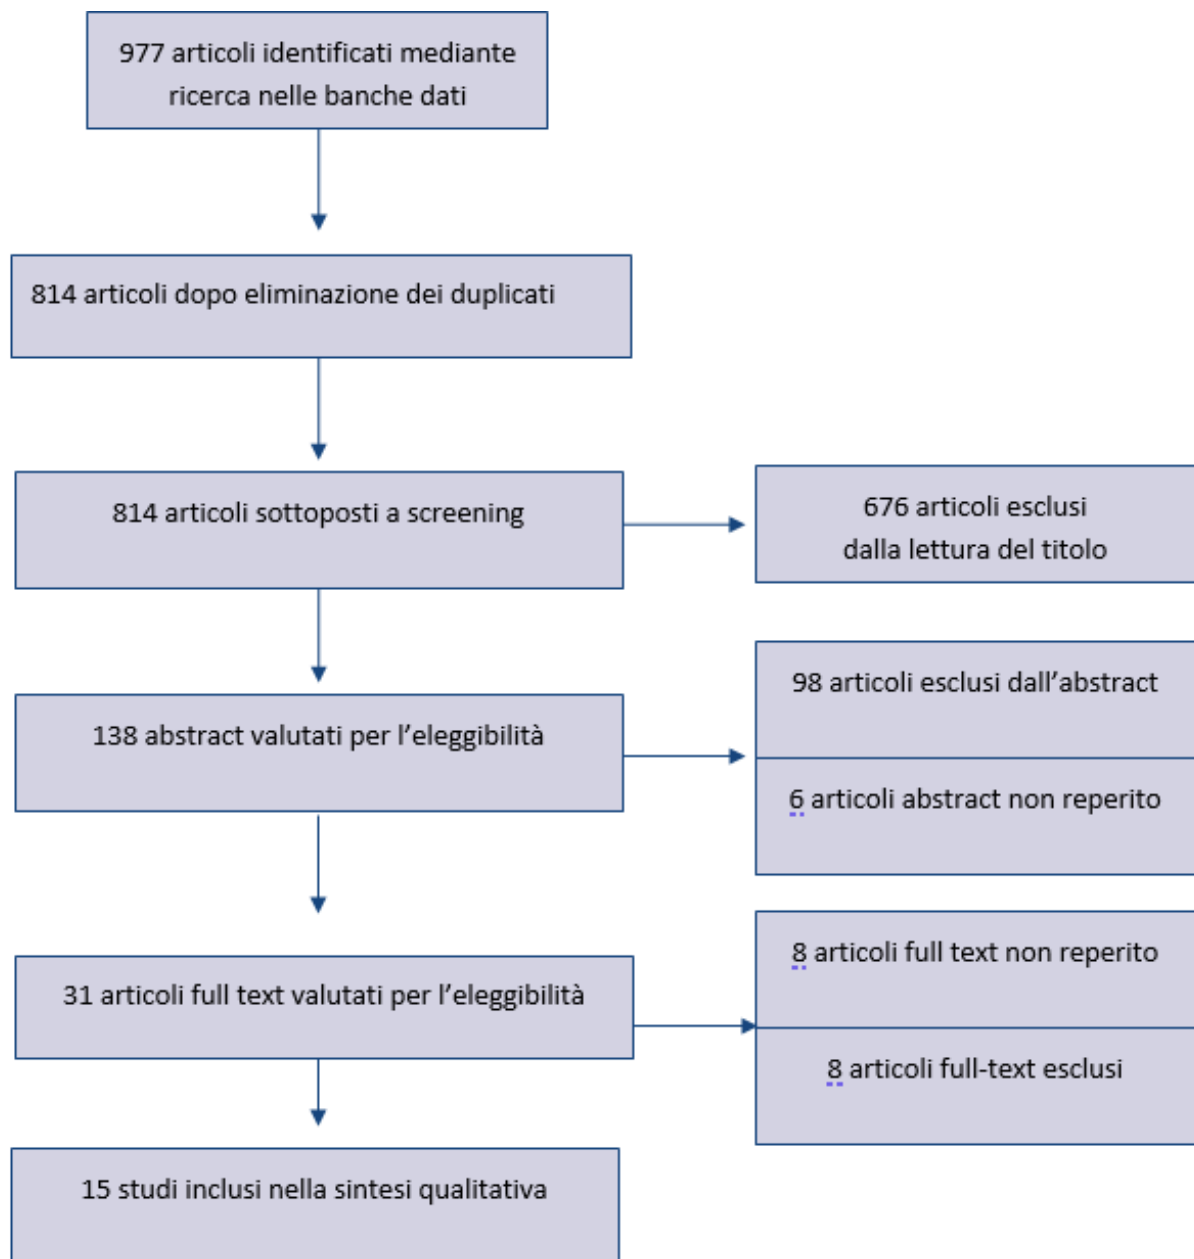 977 articoli identificati mediante
ricerca nelle banche dati
814 articoli dopo eliminazione dei duplicati
814 articoli sottoposti a screening
676 articoli esclusi
dalla lettura del titolo
138 abstract valutati per l’eleggibilità
98 articoli esclusi dall’abstract
6 articoli abstract non reperito
31 articoli full text valutati per l’eleggibilità
8 articoli full text non reperito
8 articoli full-text esclusi
15 studi inclusi nella sintesi qualitativa